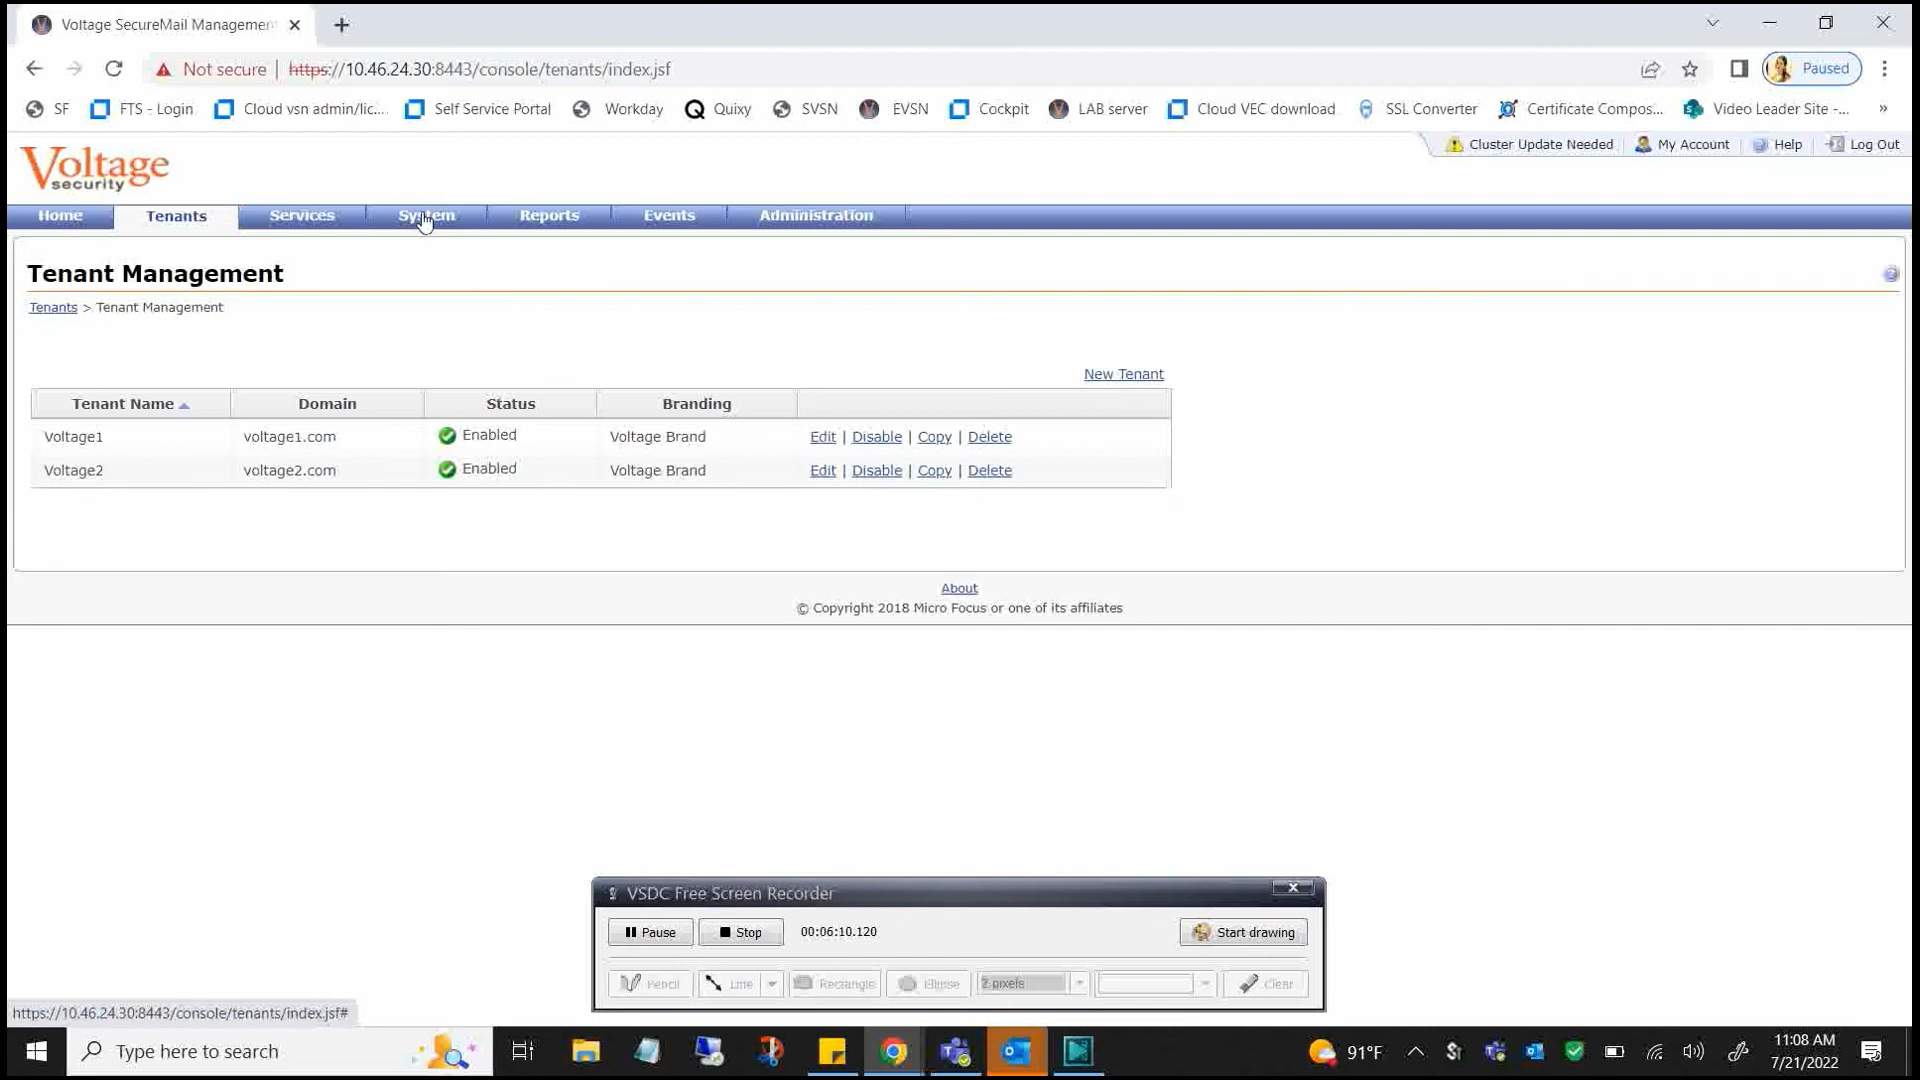 Voltage SecureMail Management
Not secure | https://10.46.24.30:8443/console/tenants/index.jsf
Paused
SF FTS - Login Cloud vsn admin/lic... Self Service Portal Workday Quixy SVSN EVSN Cockpit LAB server Cloud VEC download SSL Converter Certificate Compos... Video Leader Site -... »
Voltage
security
Cluster Update Needed My Account Help Log Out
Home Tenants Services System Reports Events Administration
Tenant Management
Tenants > Tenant Management
New Tenant
Tenant Name Domain Status Branding
Voltage1 voltage1.com Enabled Voltage Brand Edit | Disable | Copy | Delete
Voltage2 voltage2.com Enabled Voltage Brand Edit | Disable | Copy | Delete
About
© Copyright 2018 Micro Focus or one of its affiliates
VSDC Free Screen Recorder
Pause Stop 00:06:10.120 Start drawing
Pencil Line Rectangle Ellipse 2 pixels Clear
https://10.46.24.30:8443/console/tenants/index.jsf#
Type here to search
91°F
11:08 AM
7/21/2022